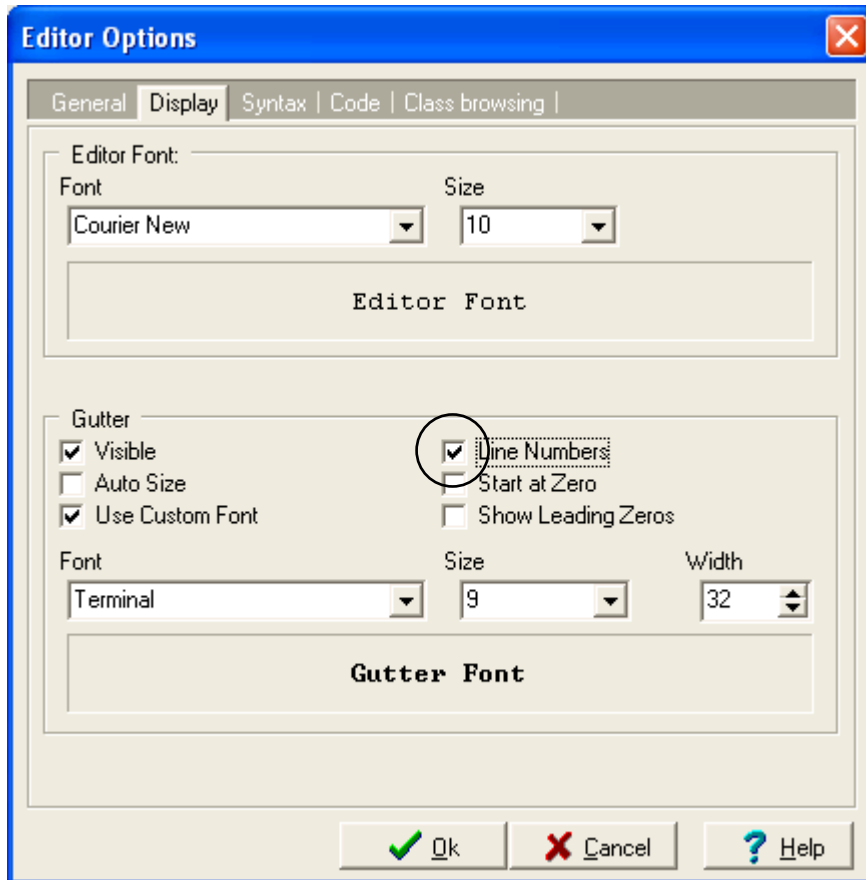 Editor Options
General Display Syntax | Code | Class browsing |
Editor Font:
Font Size
Courier New 10
Editor Font
Gutter
Visible Line Numbers
Auto Size Start at Zero
Use Custom Font Show Leading Zeros
Font Size Width
Terminal 9 32
Gutter Font
Ok Cancel ? Help